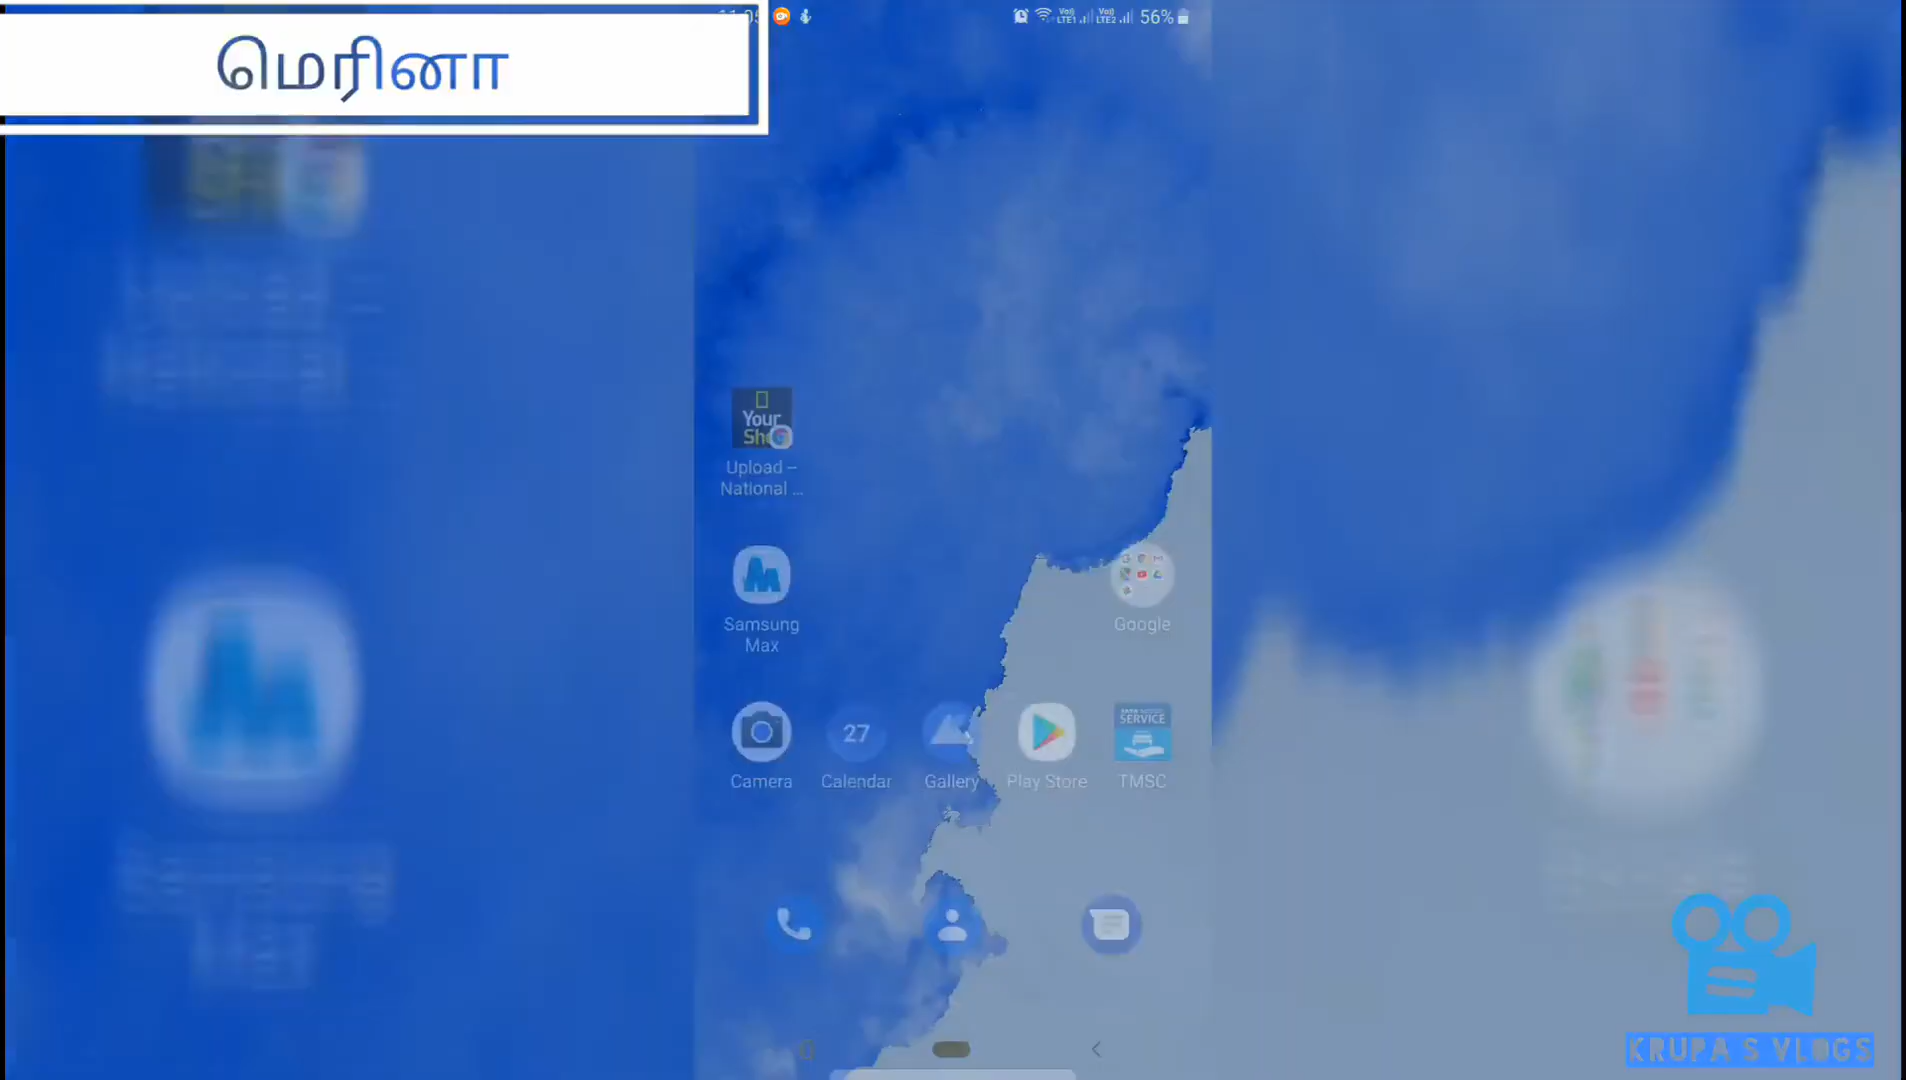 மெரினா
56%
Your
Upload –
National ...
Samsung
Max
Google
27
SERVICE
Camera
Calendar
Gallery
Play Store
TMSC
KRUPA S VLOGS